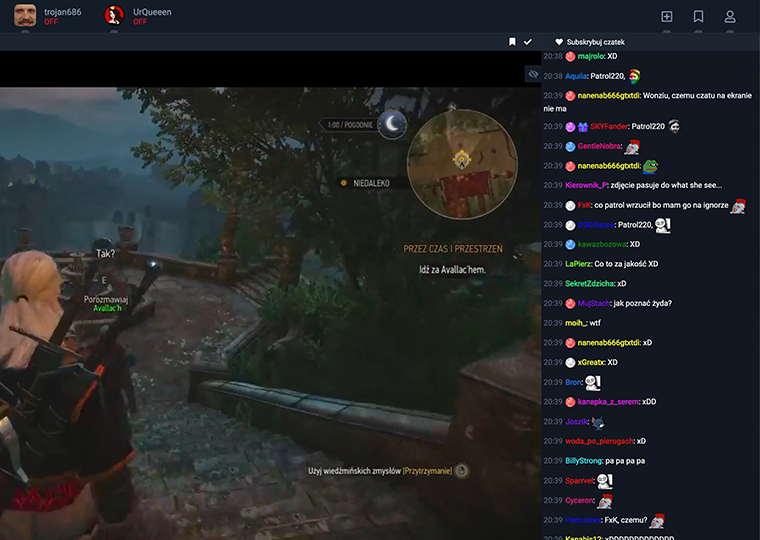 trojan686
OFF
UrQueeen
OFF
Subskrybuj czatek
20:38 majrolo: XD
20:38 Aquila: Patrol220,
20:39 nanenab666gtxtdi: Wonziu, czemu czatu na ekranie
nie ma
20:39 SKYFander: Patrol220
20:39 GentleNobra:
20:39 nanenab666gtxtdi:
20:39 Kierownik_P: zdjęcie pasuje do what she see...
20:39 FxK: co patrol wrzucił bo mam go na ignorze
20:39 Patrol220,
20:39 kawazbozowa: XD
20:39 LaPierz: Co to za jakość XD
20:39 SekretZdzicha: xD
20:39 MujStach: jak poznać żyda?
20:39 moih_: wtf
20:39 nanenab666gtxtdi: xD
20:39 xGreatx: XD
20:39 Bron:
20:39 kanapka_z_serem: xDD
20:39 Joszik:
20:39 woda_po_pierogach: xD
20:39 BillyStrong: pa pa pa pa
20:39 Sparrvel:
20:39 Cyceron:
20:39 FxK, czemu?
20:39 Kanabis12: xDDDDDDDDDDDDD
1:00 / POGODNIE
NIEDALEKO
PRZEZ CZAS I PRZESTRZEŃ
Idź za Avallac'hem.
Tak?
E
Porozmawiaj
Avallac'h
Użyj wiedźmińskich zmysłów (Przytrzymanie)